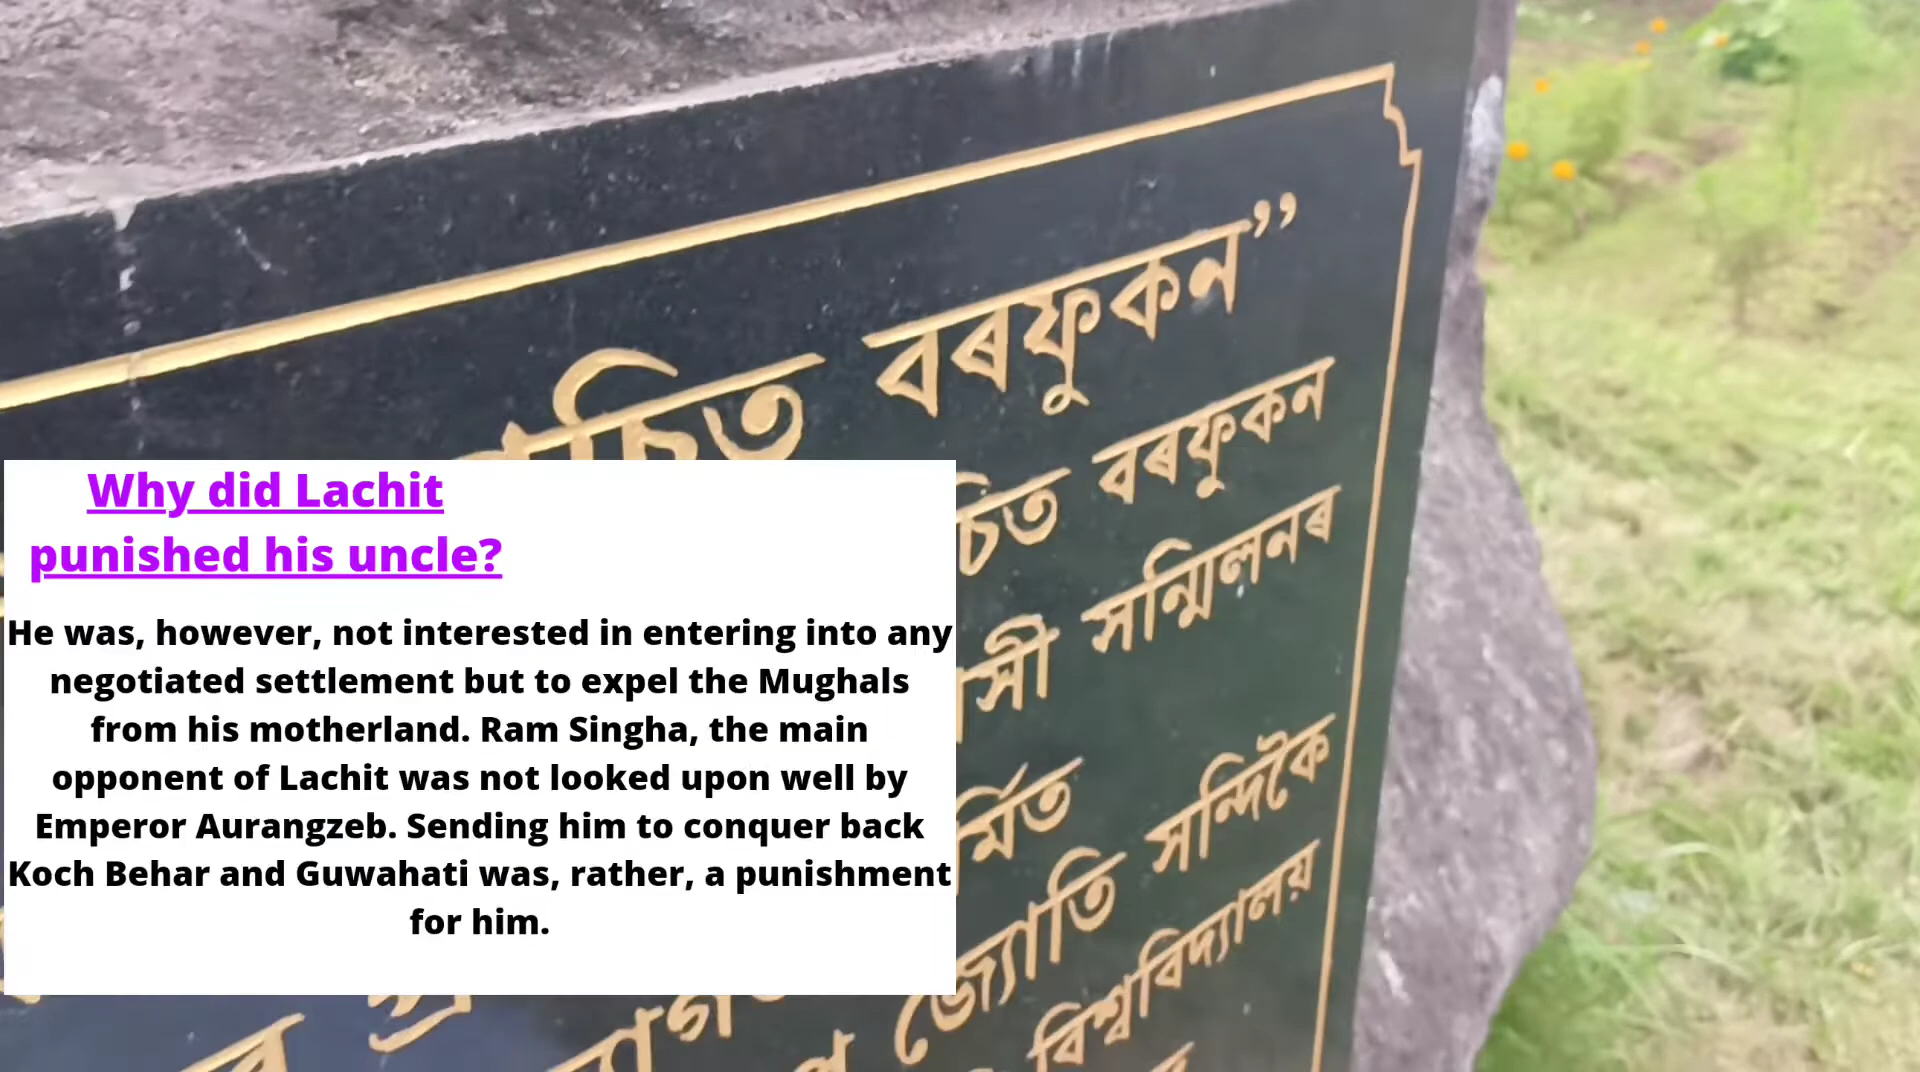 চিত বৰফুকন”
চিত বৰফুকন
সন্মিলনৰ
সন্দিকৈ
জ্যোতি
বিশ্ববিদ্যালয়
Why did Lachit
punished his uncle?
He was, however, not interested in entering into any
negotiated settlement but to expel the Mughals
from his motherland. Ram Singha, the main
opponent of Lachit was not looked upon well by
Emperor Aurangzeb. Sending him to conquer back
Koch Behar and Guwahati was, rather, a punishment
for him.